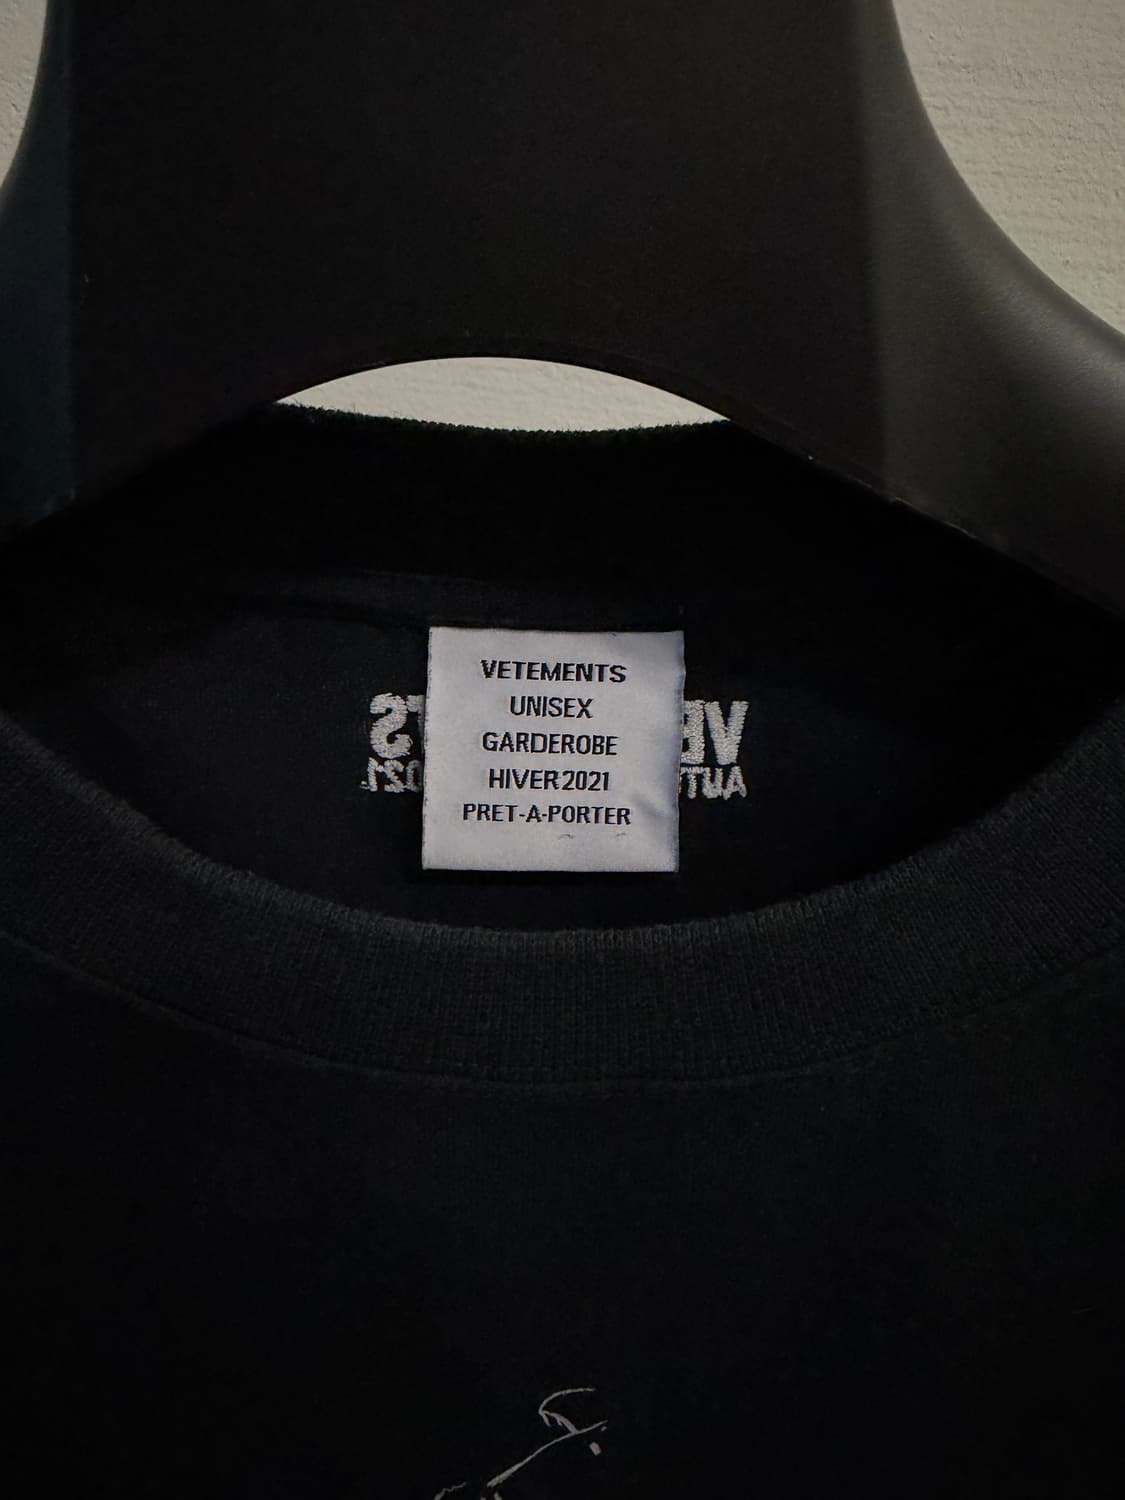 VETEMENTS
UNISEX
GARDEROBE
HIVER 2021
PRET-A-PORTER